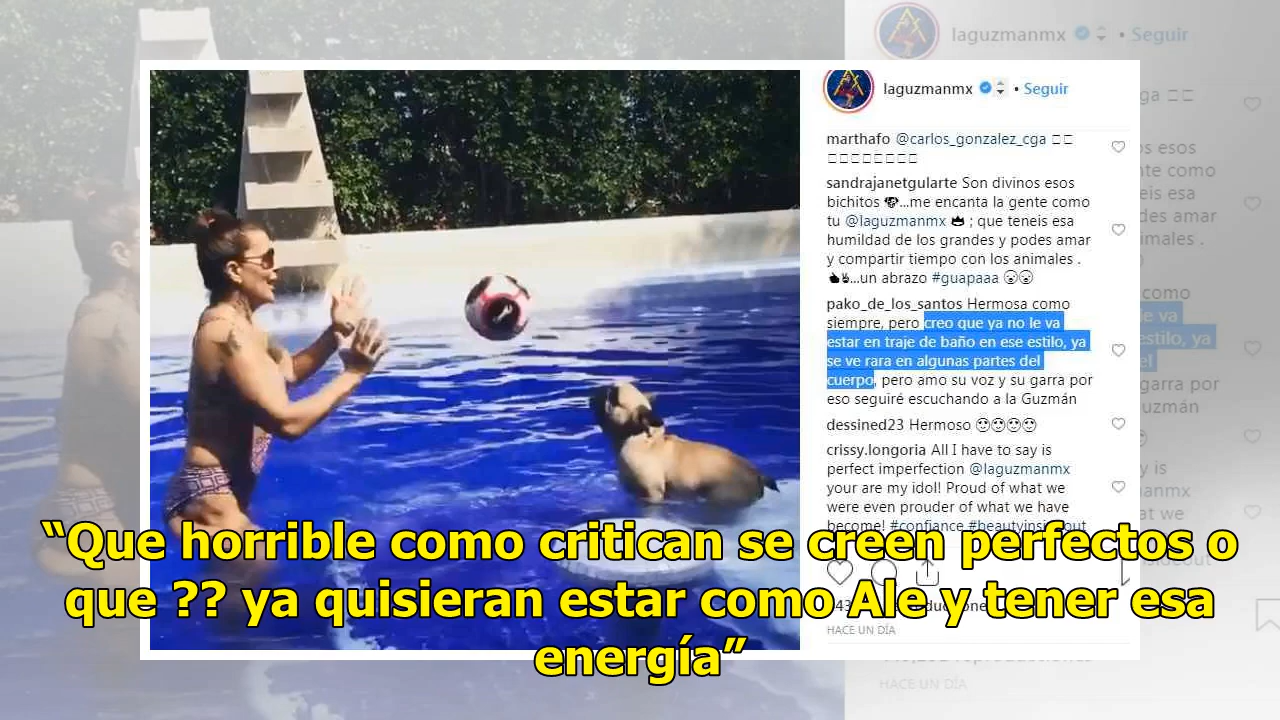 laguzmanmx • Seguir
laguzmanmx • Seguir
marthafo @carlos_gonzalez_cga
sandrajanetgularte Son divinos esos
bichitos ...me encanta la gente como
tu @laguzmanmx ; que teneis esa
humildad de los grandes y podes amar
y compartir tiempo con los animales .
...un abrazo #guapaaa
pako_de_los_santos Hermosa como
siempre, pero creo que ya no le va
estar en traje de baño en ese estilo, ya
se ve rara en algunas partes del
cuerpo, pero amo su voz y su garra por
eso seguiré escuchando a la Guzmán
dessined23 Hermoso
crissy.longoria All I have to say is
perfect imperfection @laguzmanmx
your are my idol! Proud of what we
were even prouder of what we have
become! #confiance #beautyinsideout
“Que horrible como critican se creen perfectos o
que ?? ya quisieran estar como Ale y tener esa
energía”
HACE UN DÍA
HACE UN DÍA